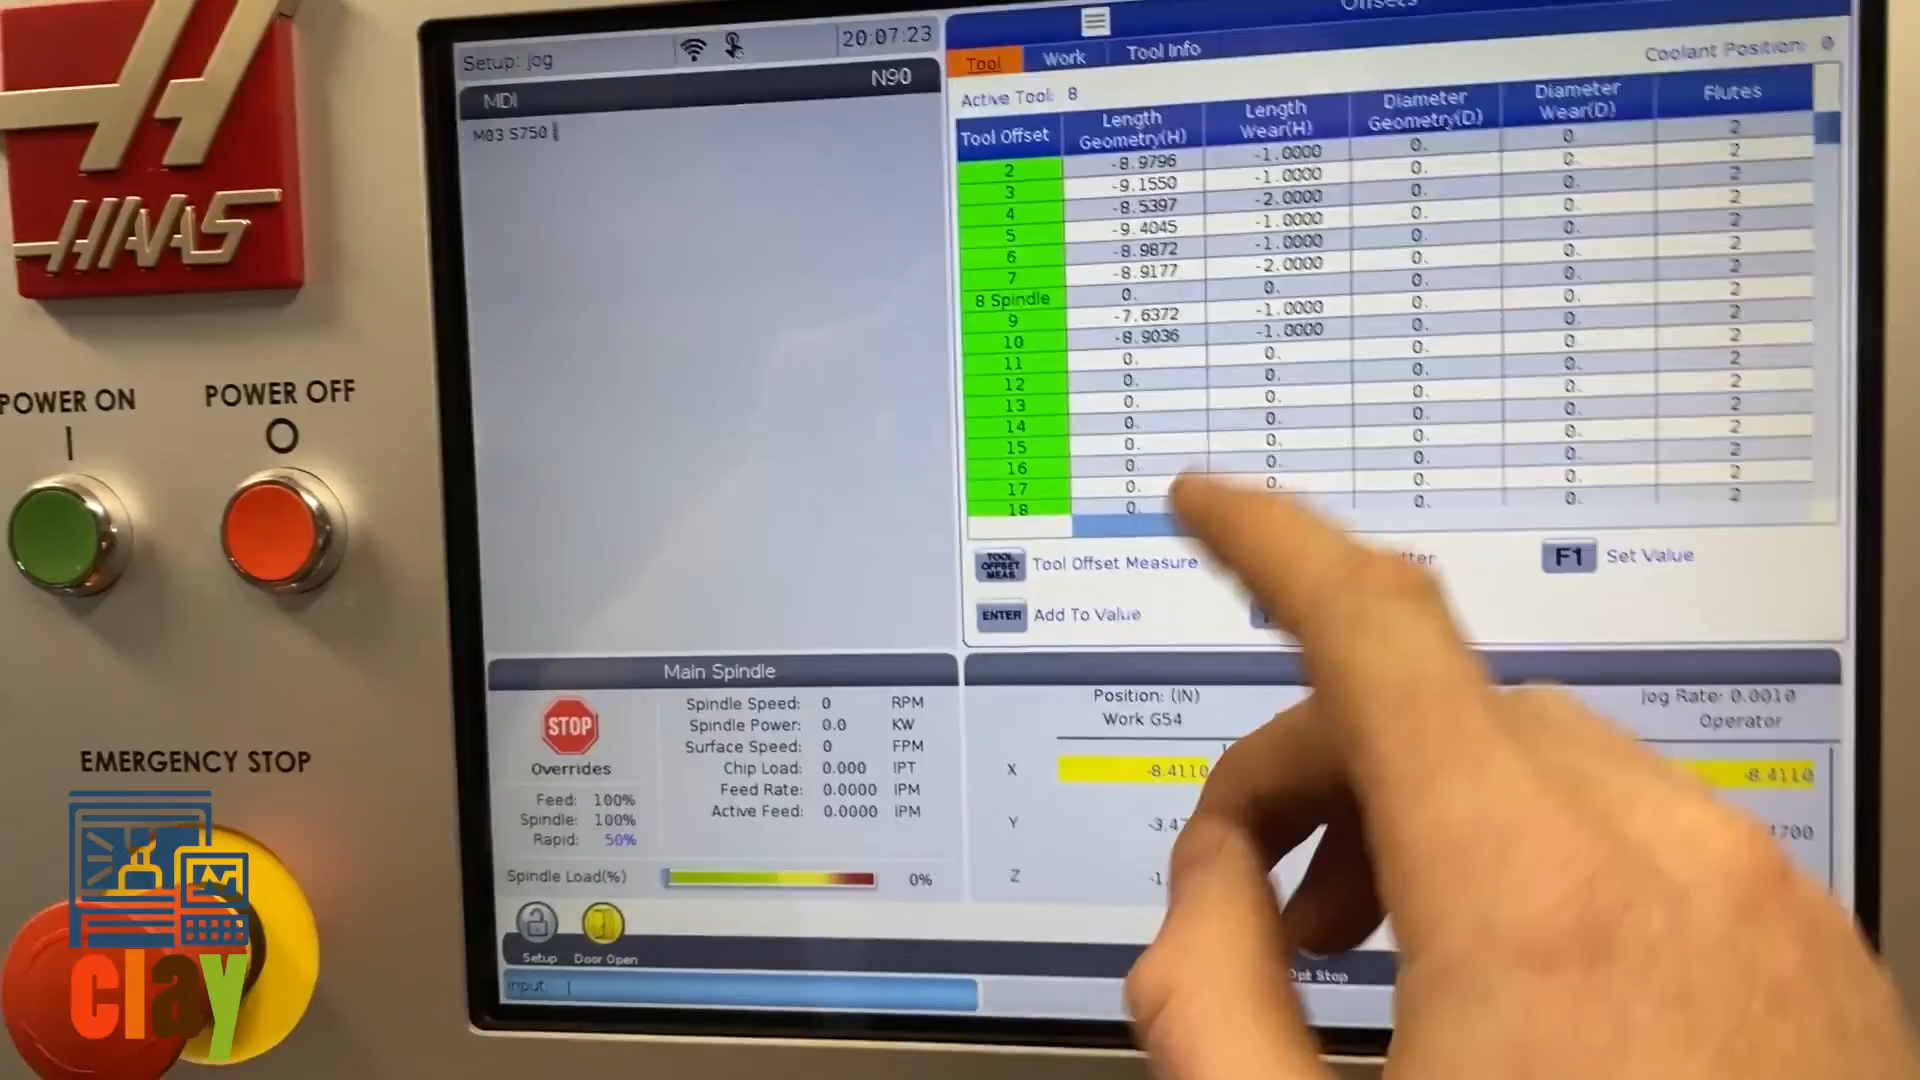 HAAS
POWER ON
POWER OFF
EMERGENCY STOP
clay
Setup: jog
20:07:23
MDI
N90
M03 S750
Offsets
Tool Work Tool Info
Coolant Position: 0
Active Tool: 8
Tool Offset Length Geometry(H) Length Wear(H) Diameter Geometry(D) Diameter Wear(D) Flutes
2 -8.9796 -1.0000 0. 0. 2
3 -9.1550 -1.0000 0. 0. 2
4 -8.5397 -2.0000 0. 0. 2
5 -9.4045 -1.0000 0. 0. 2
6 -8.9872 -1.0000 0. 0. 2
7 -8.9177 -2.0000 0. 0. 2
8 Spindle 0. 0. 0. 0. 2
9 -7.6372 -1.0000 0. 0. 2
10 -8.9036 -1.0000 0. 0. 2
11 0. 0. 0. 0. 2
12 0. 0. 0. 0. 2
13 0. 0. 0. 0. 2
14 0. 0. 0. 0. 2
15 0. 0. 0. 0. 2
16 0. 0. 0. 0. 2
17 0. 0. 0. 0. 2
18 0. 0. 0. 2
TOOL OFFSET MEAS Tool Offset Measure
F1 Set Value
ENTER Add To Value
Main Spindle
STOP
Overrides
Feed: 100%
Spindle: 100%
Rapid: 50%
Spindle Speed: 0 RPM
Spindle Power: 0.0 KW
Surface Speed: 0 FPM
Chip Load: 0.000 IPT
Feed Rate: 0.0000 IPM
Active Feed: 0.0000 IPM
Spindle Load(%) 0%
Setup Door Open
Input:
Position: (IN)
Work G54
Jog Rate: 0.0010
Operator
X -8.4110 -8.4110
Y -3.47
Z -1.
Opt Stop